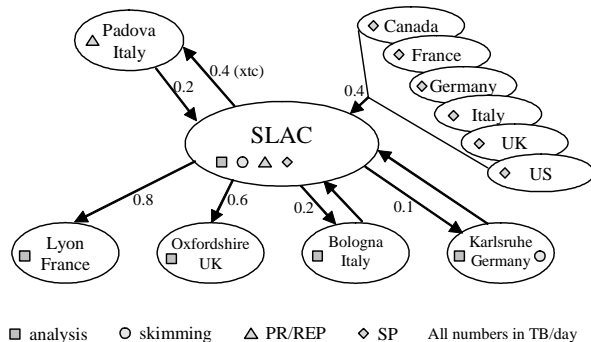 Padova
Italy
0.4 (xtc)
0.2
Canada
France
Germany
Italy
UK
US
0.4
SLAC
0.8
0.6
0.2
0.1
Lyon
France
Oxfordshire
UK
Bologna
Italy
Karlsruhe
Germany
analysis
skimming
PR/REP
SP
All numbers in TB/day